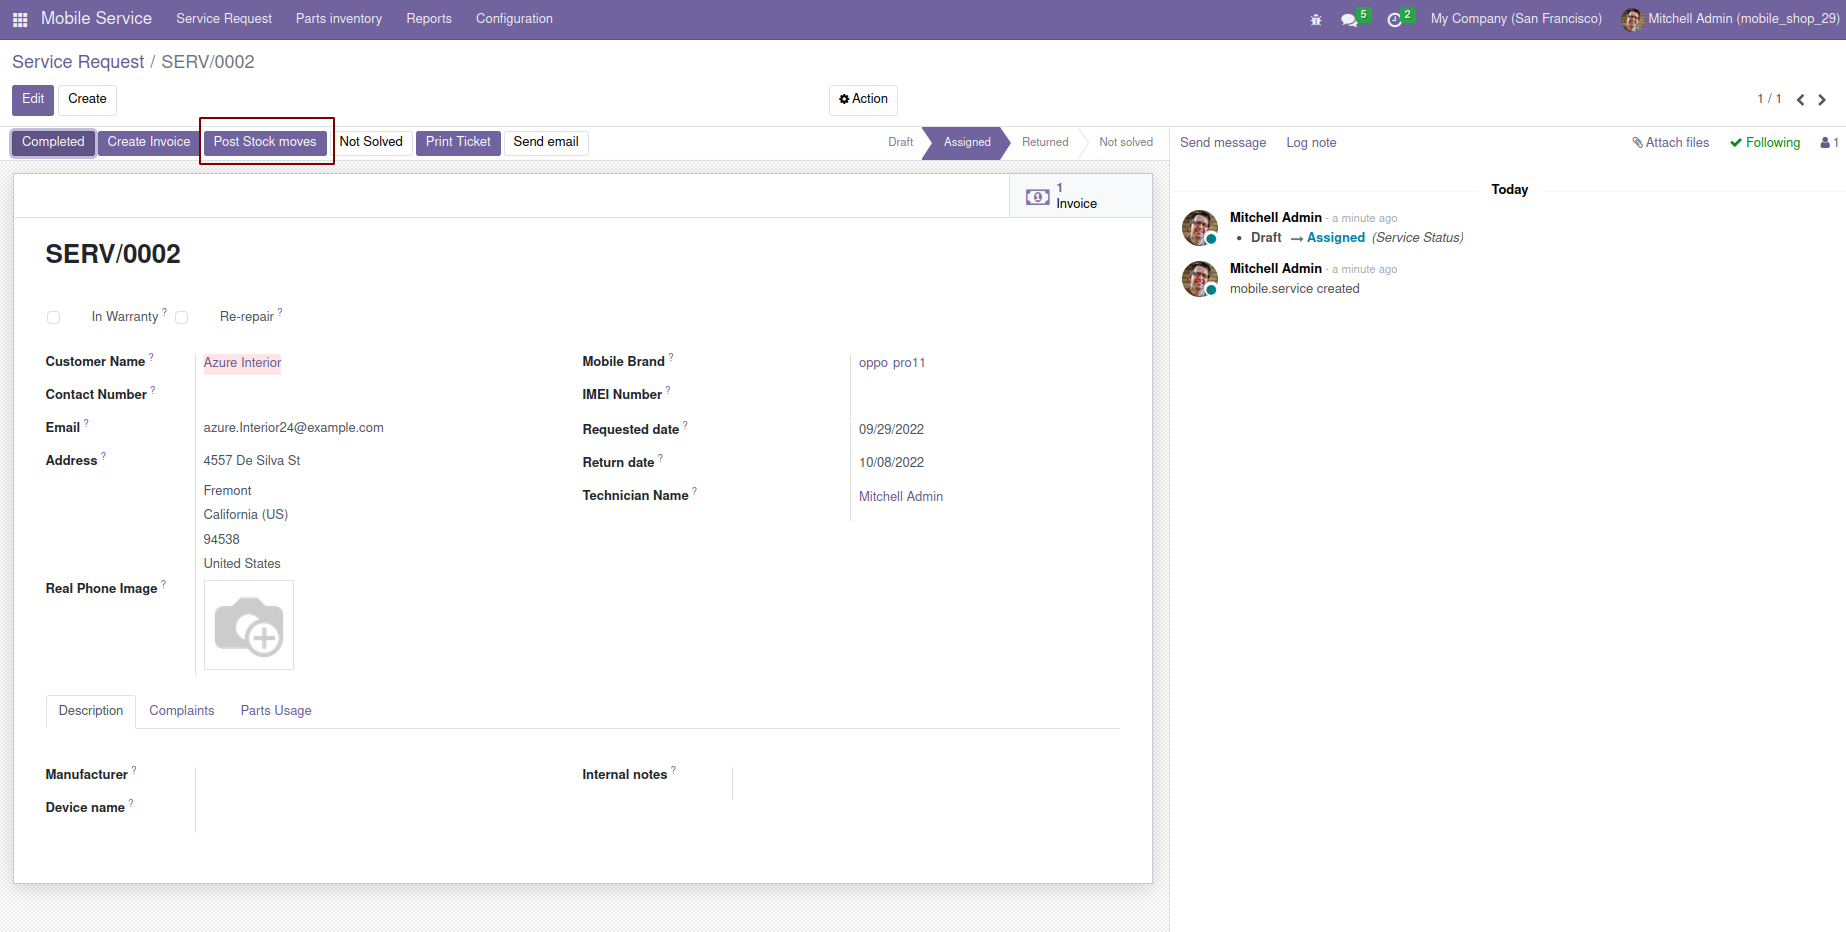 Mobile Service Service Request Parts inventory Reports Configuration 5 2 My Company (San Francisco) Mitchell Admin (mobile_shop_29)
Service Request / SERV/0002
Edit Create Action 1 / 1
Completed Create Invoice Post Stock moves Not Solved Print Ticket Send email Draft Assigned Returned Not solved
Send message Log note Attach files Following 1
1
Invoice
SERV/0002
In Warranty ? Re-repair ?
Customer Name ? Azure Interior
Contact Number ?
Email ? azure.Interior24@example.com
Address ? 4557 De Silva St
Fremont
California (US)
94538
United States
Real Phone Image ?
Mobile Brand ? oppo pro11
IMEI Number ?
Requested date ? 09/29/2022
Return date ? 10/08/2022
Technician Name ? Mitchell Admin
Description Complaints Parts Usage
Manufacturer ?
Device name ?
Internal notes ?
Today
Mitchell Admin - a minute ago
• Draft → Assigned (Service Status)
Mitchell Admin - a minute ago
mobile.service created